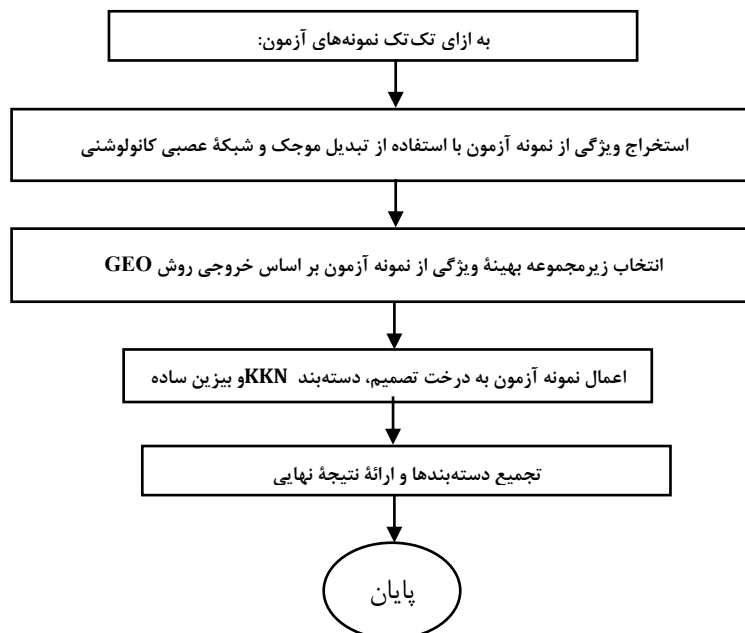 به ازای تک‌تک نمونه‌های آزمون:
استخراج ویژگی از نمونه آزمون با استفاده از تبدیل موجک و شبکهٔ عصبی کانولوشنی
انتخاب زیرمجموعه بهینهٔ ویژگی از نمونه آزمون بر اساس خروجی روش GEO
اعمال نمونه آزمون به درخت تصمیم، دسته‌بند KKNو بیزین ساده
تجمیع دسته‌بندها و ارائهٔ نتیجهٔ نهایی
پایان